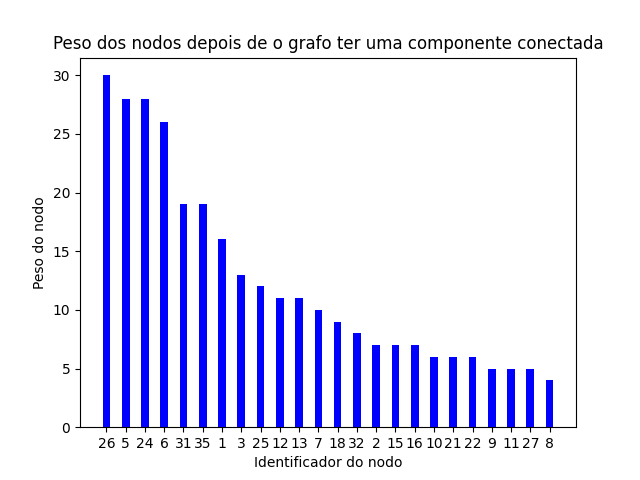 Peso dos nodos depois de o grafo ter uma componente conectada
30
25
20
15
10
5
0
Peso do nodo
26 5 24 6 31 35 1 3 25 12 13 7 18 32 2 15 16 10 21 22 9 11 27 8
Identificador do nodo